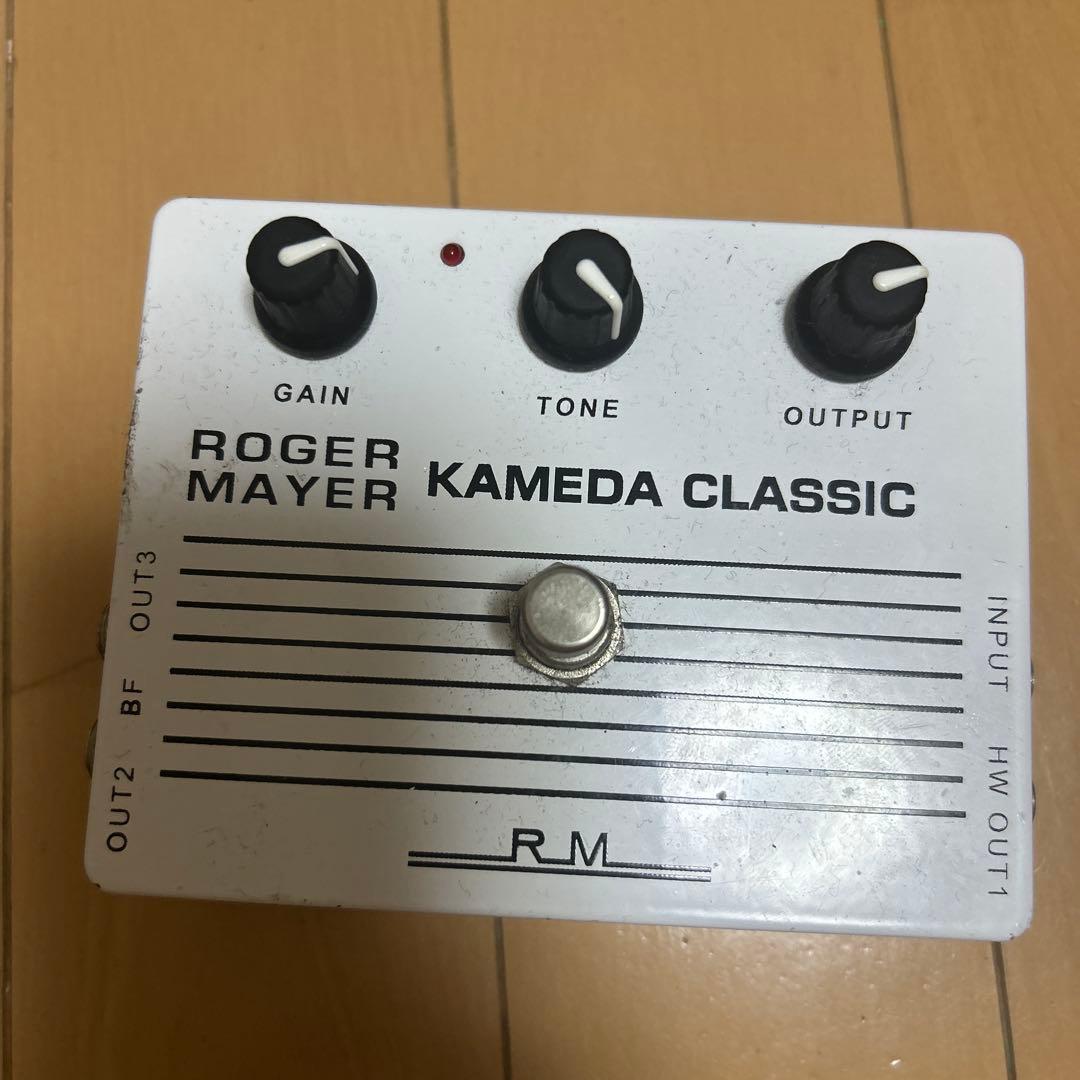 GAIN
TONE
OUTPUT
ROGER
MAYER
KAMEDA CLASSIC
OUT3
BF
OUT2
INPUT
HW OUT1
RM